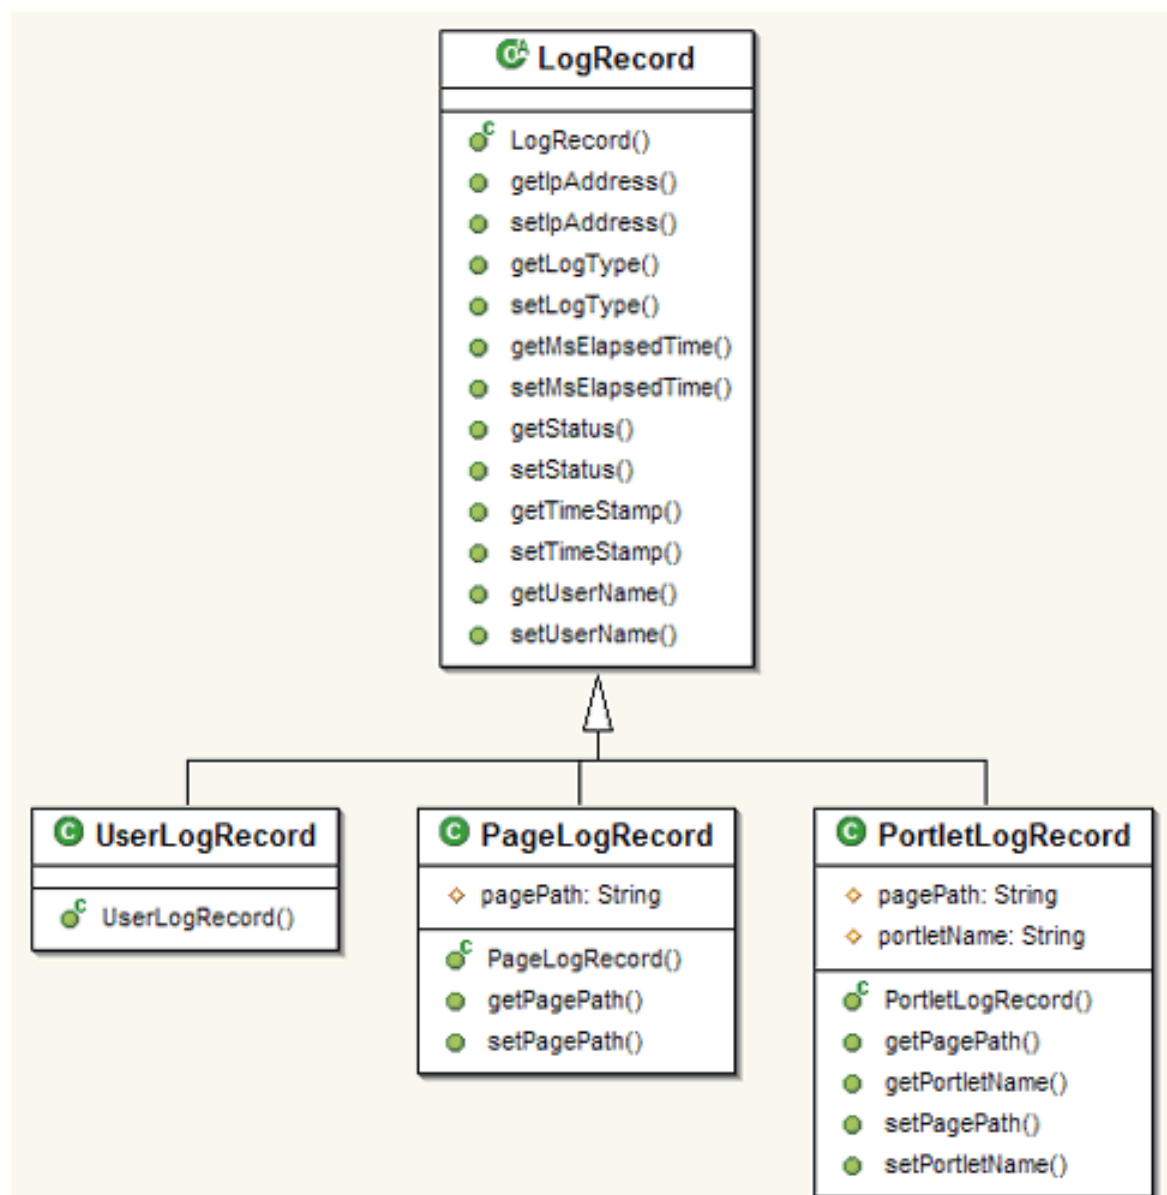 LogRecord
LogRecord()
getIpAddress()
setIpAddress()
getLogType()
setLogType()
getMsElapsedTime()
setMsElapsedTime()
getStatus()
setStatus()
getTimeStamp()
setTimeStamp()
getUserName()
setUserName()
UserLogRecord
UserLogRecord()
PageLogRecord
pagePath: String
PageLogRecord()
getPagePath()
setPagePath()
PortletLogRecord
pagePath: String
portletName: String
PortletLogRecord()
getPagePath()
getPortletName()
setPagePath()
setPortletName()